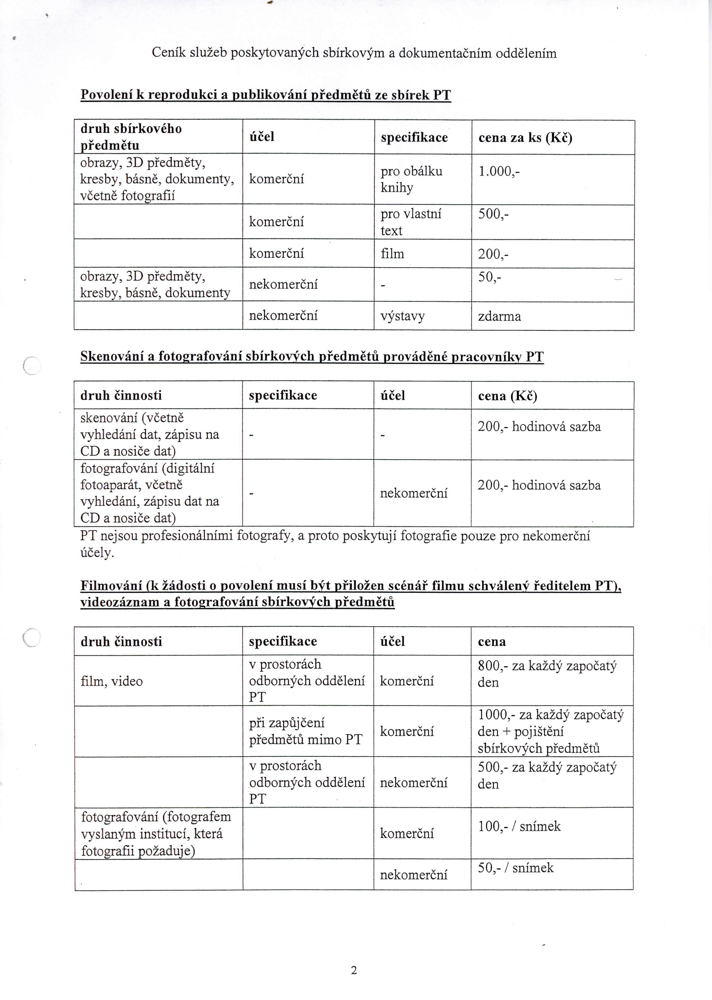 Ceník služeb poskytovaných sbírkovým a dokumentačním oddělením
Povolení k reprodukci a publikování předmětů ze sbírek PT
druh sbírkového
předmětu
účel
specifikace
cena za ks (Kč)
obrazy, 3D předměty,
kresby, básně, dokumenty,
včetně fotografií
komerční
pro obálku
knihy
1.000,-
komerční
pro vlastní
text
500,-
komerční
film
200,-
obrazy, 3D předměty,
kresby, básně, dokumenty
nekomerční
-
50,-
nekomerční
výstavy
zdarma
Skenování a fotografování sbírkových předmětů prováděné pracovníky PT
druh činnosti
specifikace
účel
cena (Kč)
skenování (včetně
vyhledání dat, zápisu na
CD a nosiče dat)
-
-
200,- hodinová sazba
fotografování (digitální
fotoaparát, včetně
vyhledání, zápisu dat na
CD a nosiče dat)
-
nekomerční
200,- hodinová sazba
PT nejsou profesionálními fotografy, a proto poskytují fotografie pouze pro nekomerční
účely.
Filmování (k žádosti o povolení musí být přiložen scénář filmu schválený ředitelem PT),
videozáznam a fotografování sbírkových předmětů
druh činnosti
specifikace
účel
cena
film, video
v prostorách
odborných oddělení
PT
komerční
800,- za každý započatý
den
při zapůjčení
předmětů mimo PT
komerční
1000,- za každý započatý
den + pojištění
sbírkových předmětů
v prostorách
odborných oddělení
PT
nekomerční
500,- za každý započatý
den
fotografování (fotografem
vyslaným institucí, která
fotografii požaduje)
komerční
100,- / snímek
nekomerční
50,- / snímek
2